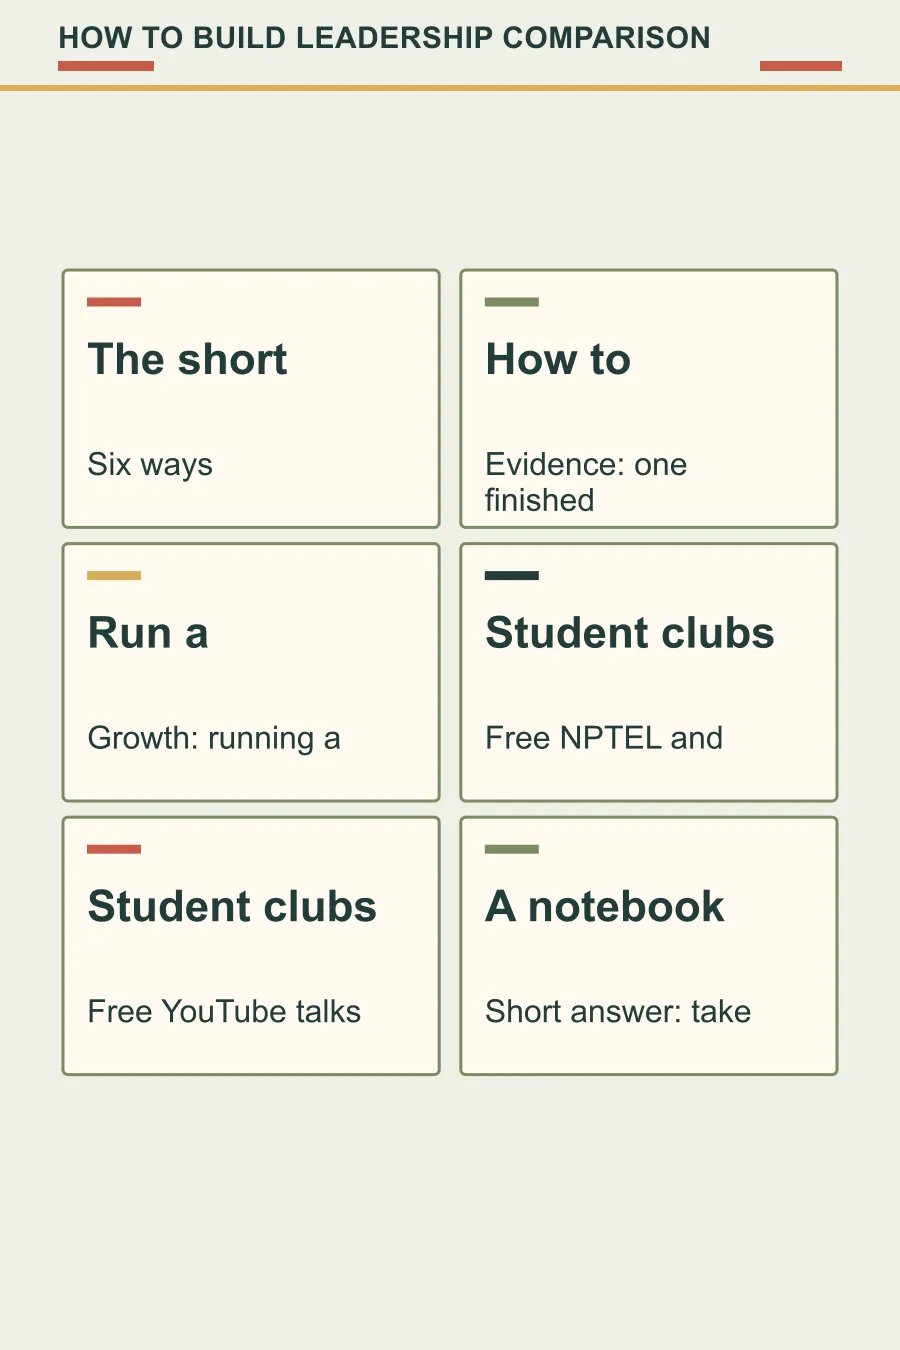 HOW TO BUILD LEADERSHIP COMPARISON
The short
Six ways
How to
Evidence: one
finished
Run a
Growth: running a
Student clubs
Free NPTEL and
Student clubs
Free YouTube talks
A notebook
Short answer: take